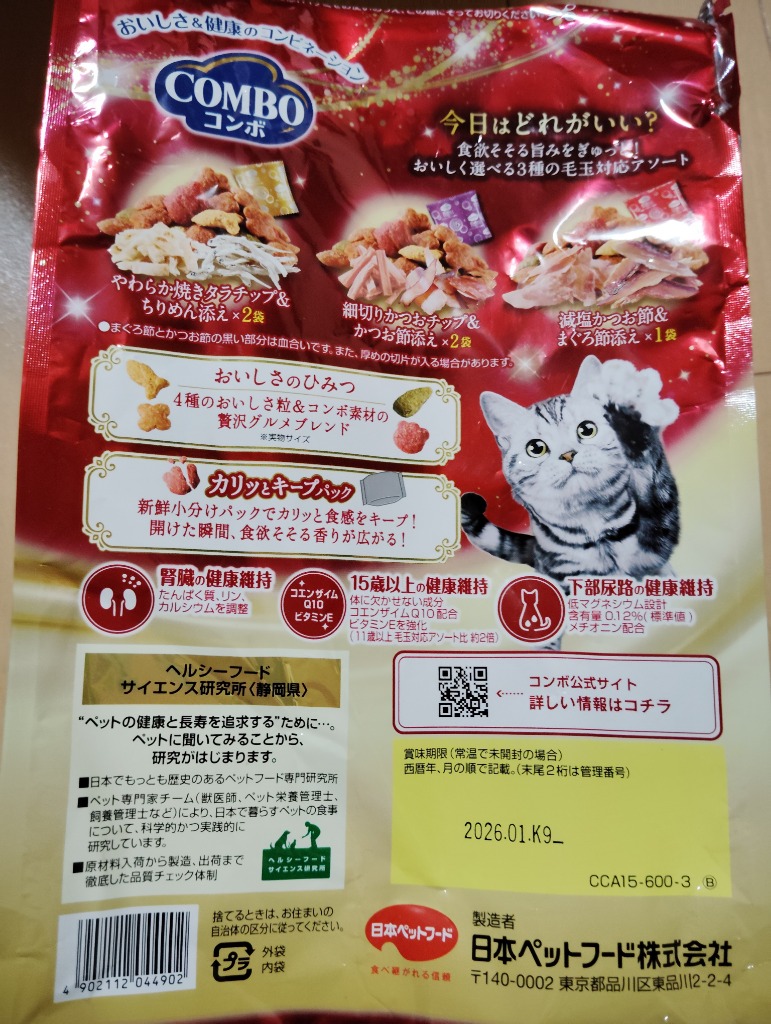 おいしさ&健康のコンビネーション
COMBO
コンボ
今日はどれがいい?
食欲そそる旨みをぎゅっと!
おいしく選べる3種の毛玉対応アソート
やわらか焼きタラチップ&
ちりめん添え×2袋
細切りかつおチップ&
かつお節添え×2袋
減塩かつお節&
まぐろ節添え×1袋
●まぐろ節とかつお節の黒い部分は血合いです。また、厚めの切片が入る場合があります。
おいしさのひみつ
4種のおいしさ粒&コンボ素材の
贅沢グルメブレンド
※実物サイズ
カリッとキープパック
新鮮小分けパックでカリッと食感をキープ!
開けた瞬間、食欲そそる香りが広がる!
腎臓の健康維持
たんぱく質、リン、
カルシウムを調整
コエンザイム
Q10
ビタミンE
15歳以上の健康維持
体に欠かせない成分
コエンザイムQ10配合
ビタミンEを強化
(11歳以上 毛玉対応アソート比 約2倍)
下部尿路の健康維持
低マグネシウム設計
含有量 0.12%(標準値)
メチオニン配合
ヘルシーフード
サイエンス研究所〈静岡県〉
"ペットの健康と長寿を追求する"ために…。
ペットに聞いてみることから、
研究がはじまります。
■日本でもっとも歴史のあるペットフード専門研究所
■ペット専門家チーム(獣医師、ペット栄養管理士、
飼養管理士など)により、日本で暮らすペットの食事
について、科学的かつ実践的に
研究しています。
■原材料入荷から製造、出荷まで
徹底した品質チェック体制
ヘルシーフード
サイエンス研究所
コンボ公式サイト
詳しい情報はコチラ
賞味期限(常温で未開封の場合)
西暦年、月の順で記載。(末尾2桁は管理番号)
2026.01.K9_
CCA15-600-3 Ⓑ
4 902112 044902
捨てるときは、お住まいの
自治体の区分に従ってください。
プラ
外袋
内袋
日本ペットフード
食べ継がれる信頼
製造者
日本ペットフード株式会社
〒140-0002 東京都品川区東品川2-2-4